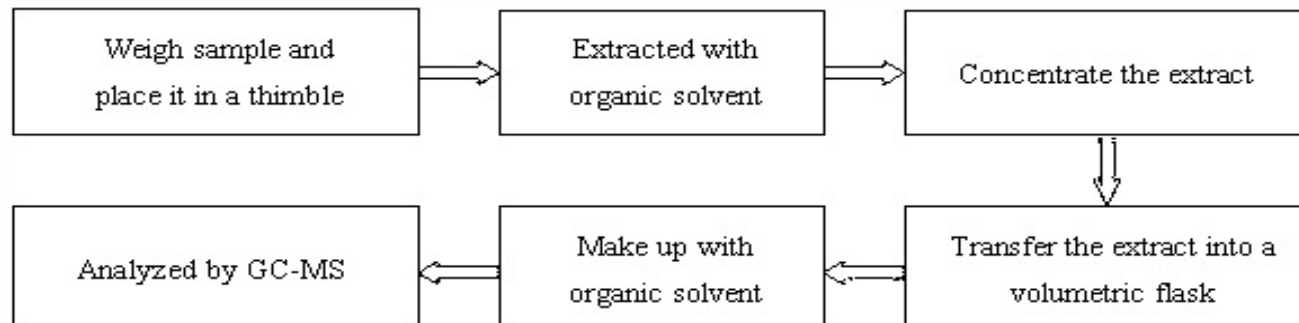 Weigh sample and
place it in a thimble
Extracted with
organic solvent
Concentrate the extract
Transfer the extract into a
volumetric flask
Make up with
organic solvent
Analyzed by GC-MS